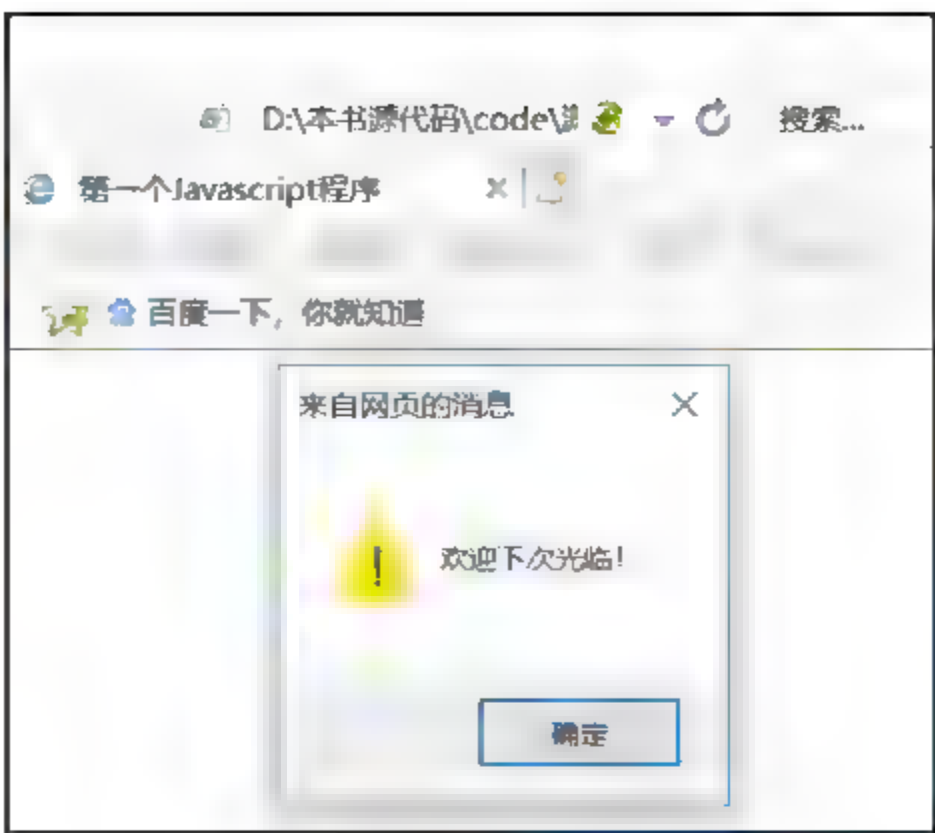 D:\本书源代码\code\ 搜索...
第一个Javascript程序
百度一下，你就知道
来自网页的消息
欢迎下次光临！
确定